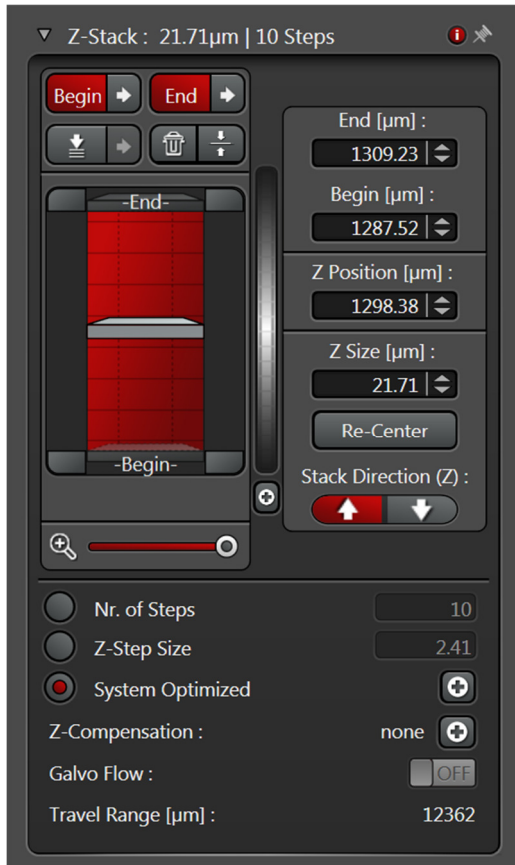 Z-Stack : 21.71µm | 10 Steps
i
Begin
End
-End-
-Begin-
End [µm] :
1309.23
Begin [µm] :
1287.52
Z Position [µm] :
1298.38
Z Size [µm] :
21.71
Re-Center
Stack Direction (Z) :
Nr. of Steps 10
Z-Step Size 2.41
System Optimized
Z-Compensation : none
Galvo Flow : OFF
Travel Range [µm] : 12362